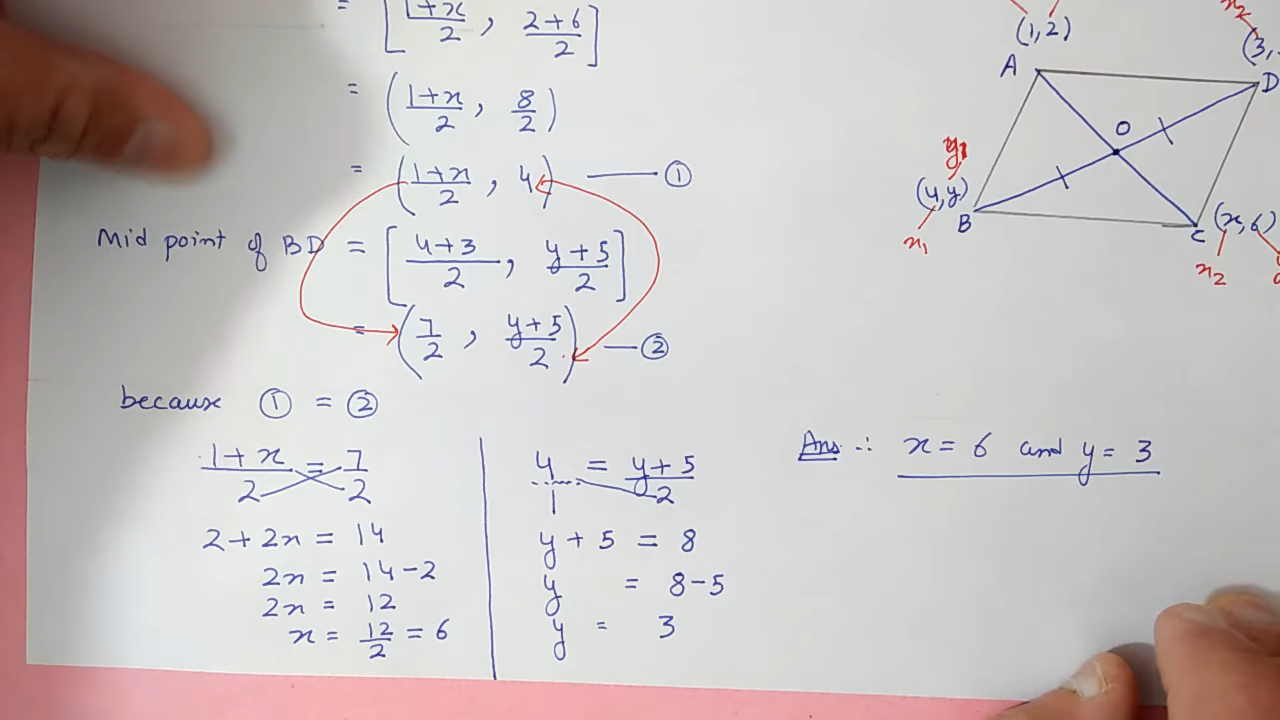 = [1+x/2, 2+6/2]
= (1+x/2, 8/2)
= (1+x/2, 4) — ①
Mid point of BD = [4+3/2, y+5/2]
= (7/2, y+5/2) — ②
because ① = ②
1+x/2 = 7/2
2+2x = 14
2x = 14-2
2x = 12
x = 12/2 = 6
4/1 = y+5/2
y + 5 = 8
y = 8-5
y = 3
Ans ∴ x = 6 and y = 3
x2
(1, 2)
(3,
A
D
O
y1
(4,y)
B
x1
C (x,6)
x2